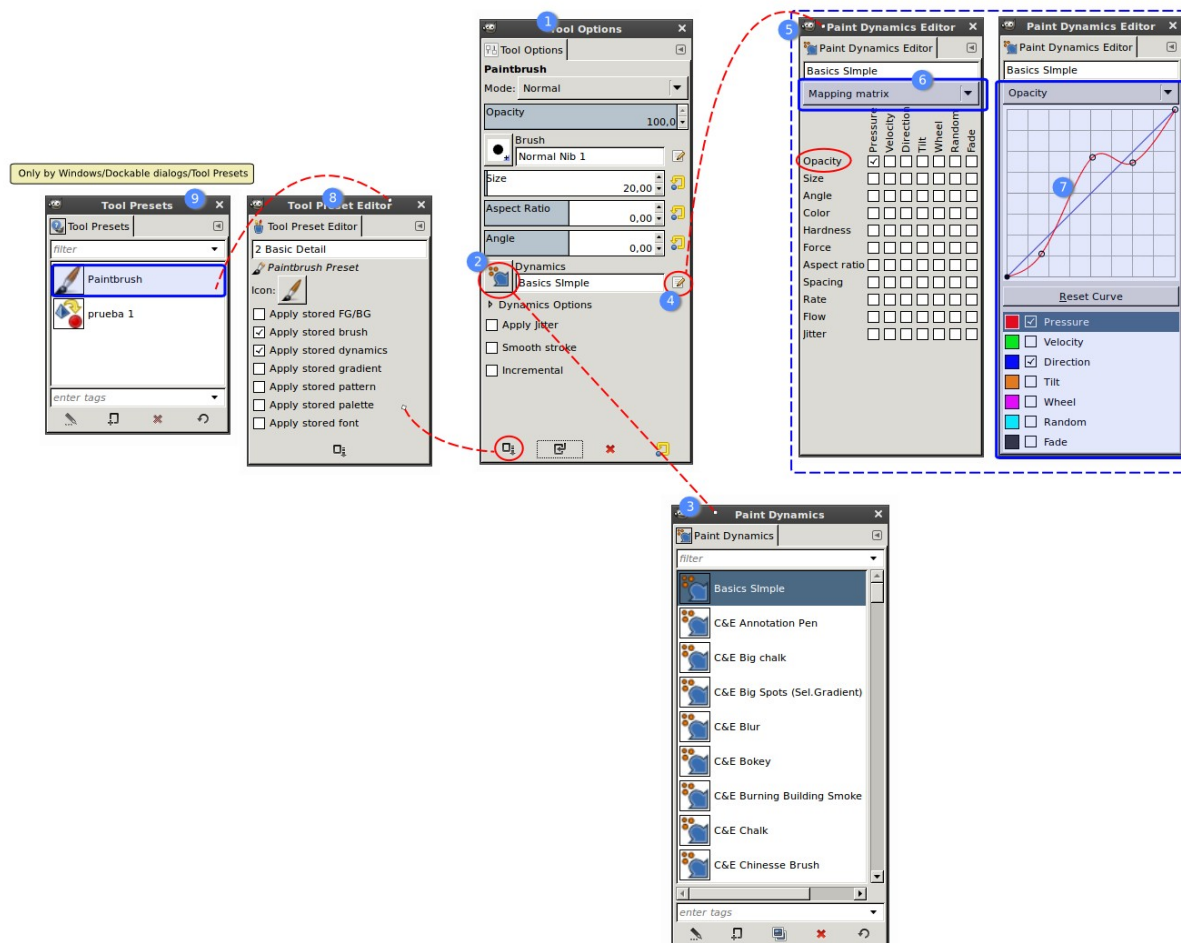 Only by Windows/Dockable dialogs/Tool Presets
9
Tool Presets
Tool Presets
filter
Paintbrush
prueba 1
enter tags
8
Tool Preset Editor
Tool Preset Editor
2 Basic Detail
Paintbrush Preset
Icon:
Apply stored FG/BG
Apply stored brush
Apply stored dynamics
Apply stored gradient
Apply stored pattern
Apply stored palette
Apply stored font
1
Tool Options
Tool Options
Paintbrush
Mode: Normal
Opacity
100,0
Brush
Normal Nib 1
Size
20,00
Aspect Ratio
0,00
Angle
0,00
2
Dynamics
Basics SImple
4
Dynamics Options
Apply Jitter
Smooth stroke
Incremental
5
Paint Dynamics Editor
Paint Dynamics Editor
Basics SImple
6
Mapping matrix
Pressure
Velocity
Direction
Tilt
Wheel
Random
Fade
Opacity
Size
Angle
Color
Hardness
Force
Aspect ratio
Spacing
Rate
Flow
Jitter
Paint Dynamics Editor
Paint Dynamics Editor
Basics SImple
Opacity
7
Reset Curve
Pressure
Velocity
Direction
Tilt
Wheel
Random
Fade
3
Paint Dynamics
Paint Dynamics
filter
Basics SImple
C&E Annotation Pen
C&E Big chalk
C&E Big Spots (Sel.Gradient)
C&E Blur
C&E Bokey
C&E Burning Building Smoke
C&E Chalk
C&E Chinesse Brush
enter tags